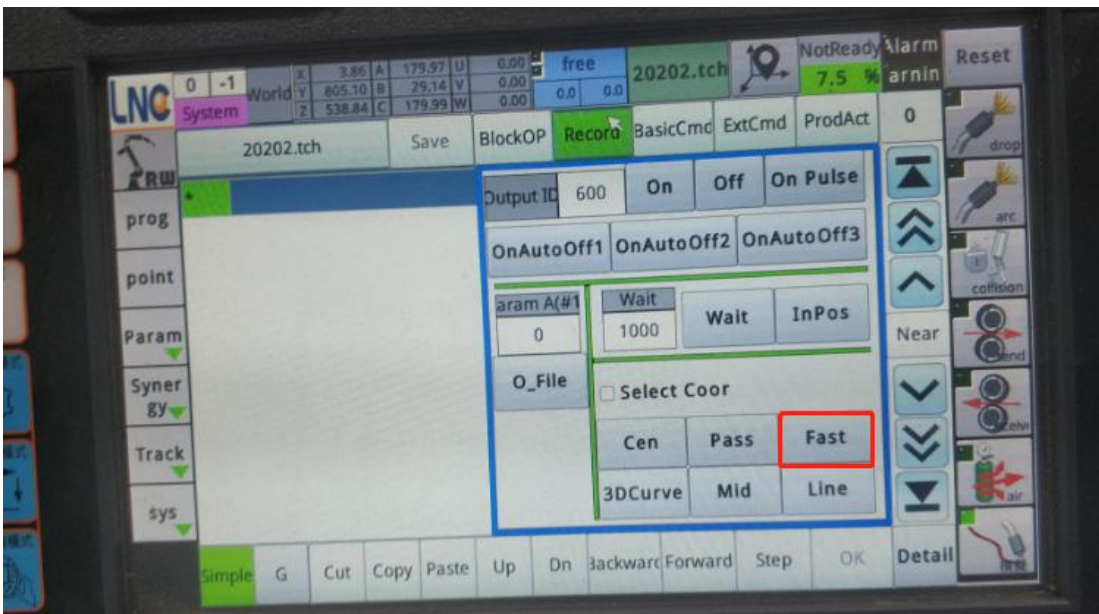 LNC
0 -1
System
World
X 3.86 A 179.97 U 0.00
Y 805.10 B 29.14 V 0.00
Z 538.84 C 179.99 W 0.00
free
0.0 0.0
20202.tch
NotReady
7.5 %
Alarm
arnin
0
Reset
RW
20202.tch
Save
BlockOP
Record
BasicCmd
ExtCmd
ProdAct
drop
prog
Output ID
600
On
Off
On Pulse
arc
OnAutoOff1
OnAutoOff2
OnAutoOff3
point
collision
aram A(#1
0
Wait
1000
Wait
InPos
Near
Param
end
O_File
Select Coor
Syner
gy
Cen
Pass
Fast
Track
3DCurve
Mid
Line
air
sys
Simple
G
Cut
Copy
Paste
Up
Dn
Backward
Forward
Step
OK
Detail